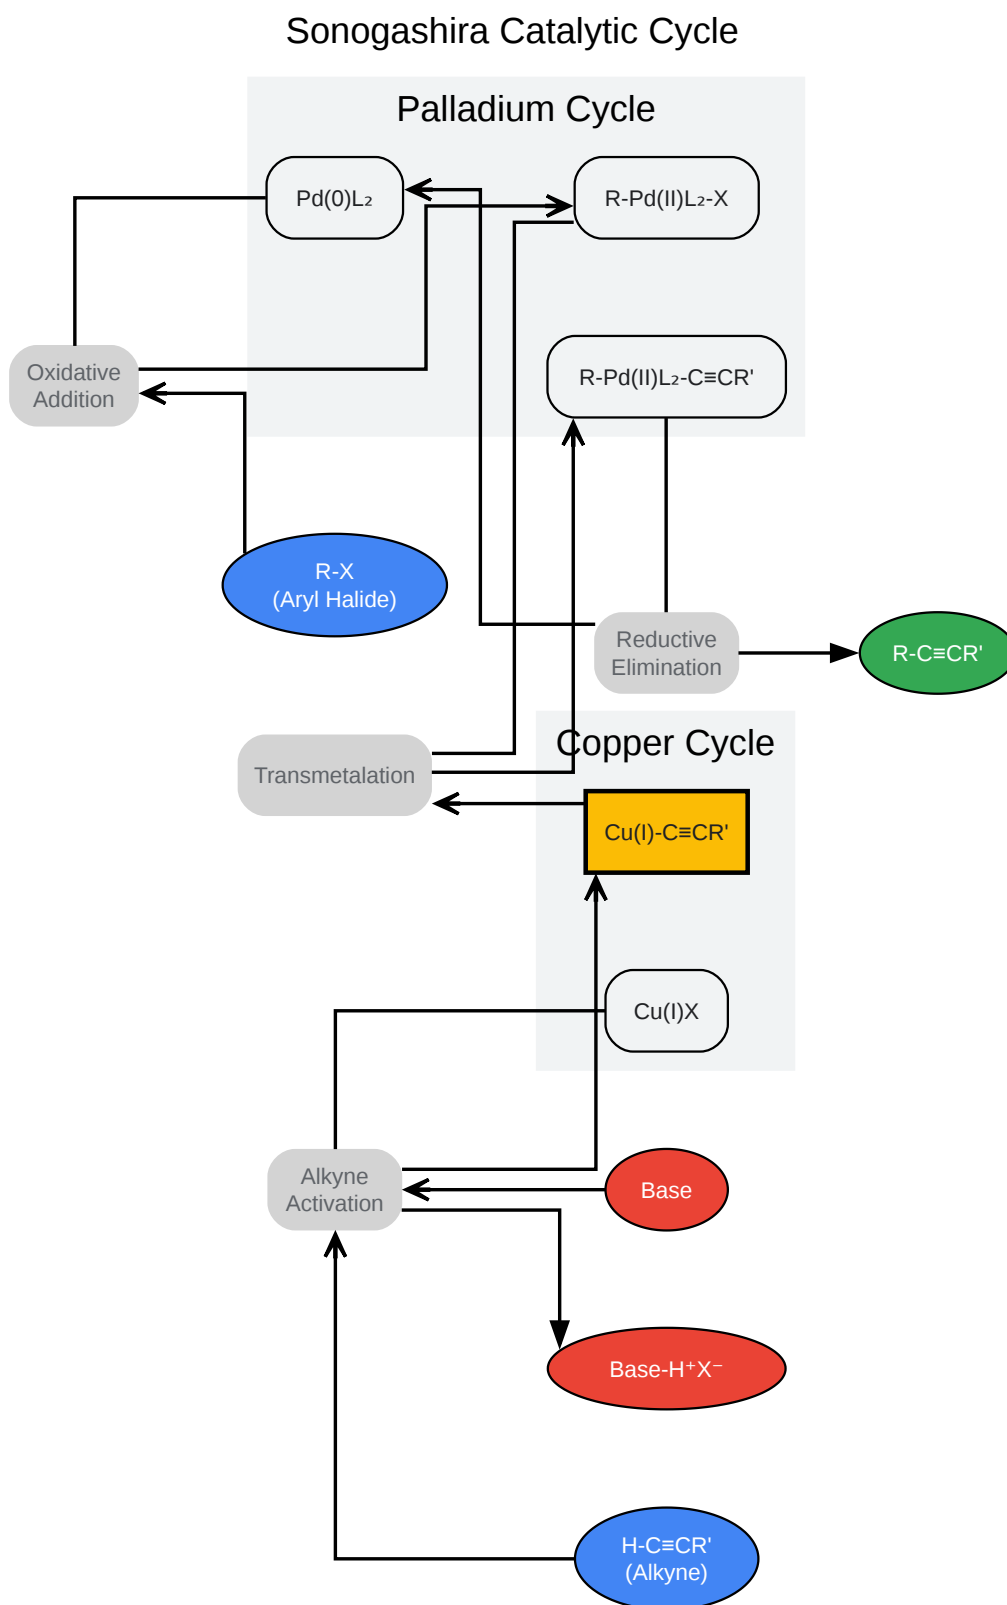 Sonogashira Catalytic Cycle
Palladium Cycle
Pd(0)L₂
R-Pd(II)L₂-X
R-Pd(II)L₂-C≡CR'
Oxidative
Addition
R-X
(Aryl Halide)
Reductive
Elimination
R-C≡CR'
Copper Cycle
Transmetalation
Cu(I)-C≡CR'
Cu(I)X
Alkyne
Activation
Base
Base-H⁺X⁻
H-C≡CR'
(Alkyne)